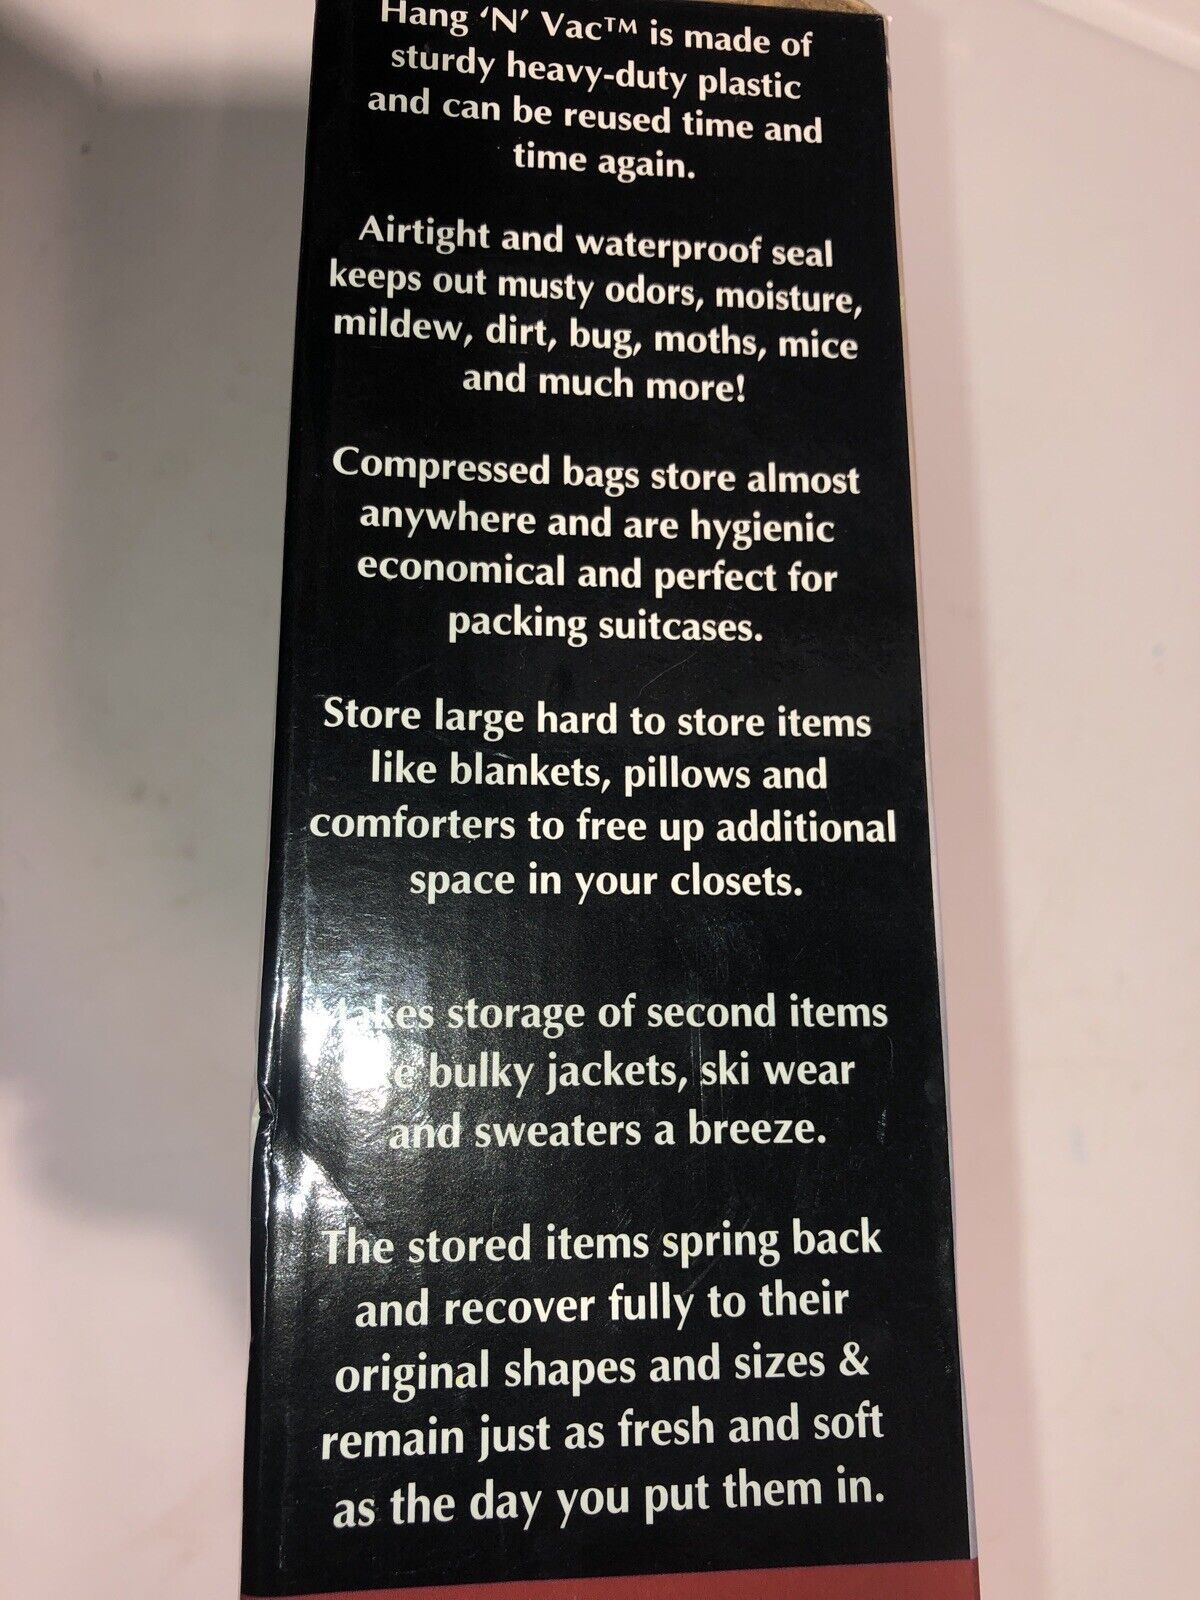 Hang ‘N’ Vac™ is made of
sturdy heavy-duty plastic
and can be reused time and
time again.
Airtight and waterproof seal
keeps out musty odors, moisture,
mildew, dirt, bug, moths, mice
and much more!
Compressed bags store almost
anywhere and are hygienic
economical and perfect for
packing suitcases.
Store large hard to store items
like blankets, pillows and
comforters to free up additional
space in your closets.
Makes storage of second items
bulky jackets, ski wear
and sweaters a breeze.
The stored items spring back
and recover fully to their
original shapes and sizes &
remain just as fresh and soft
as the day you put them in.